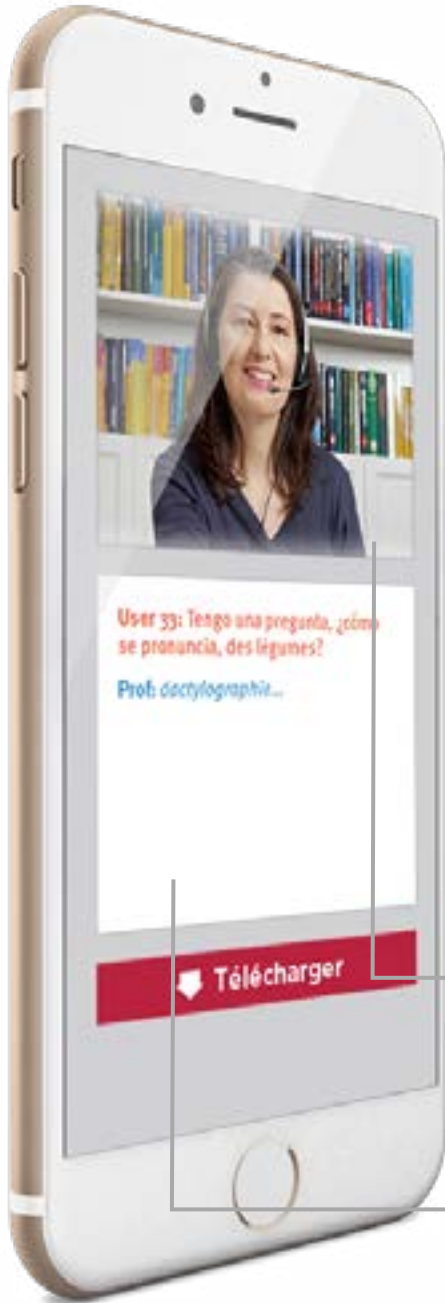 User 33: Tengo una pregunta, ¿cómo
se pronuncia, des légumes?
Prof: dactylographie...
Télécharger